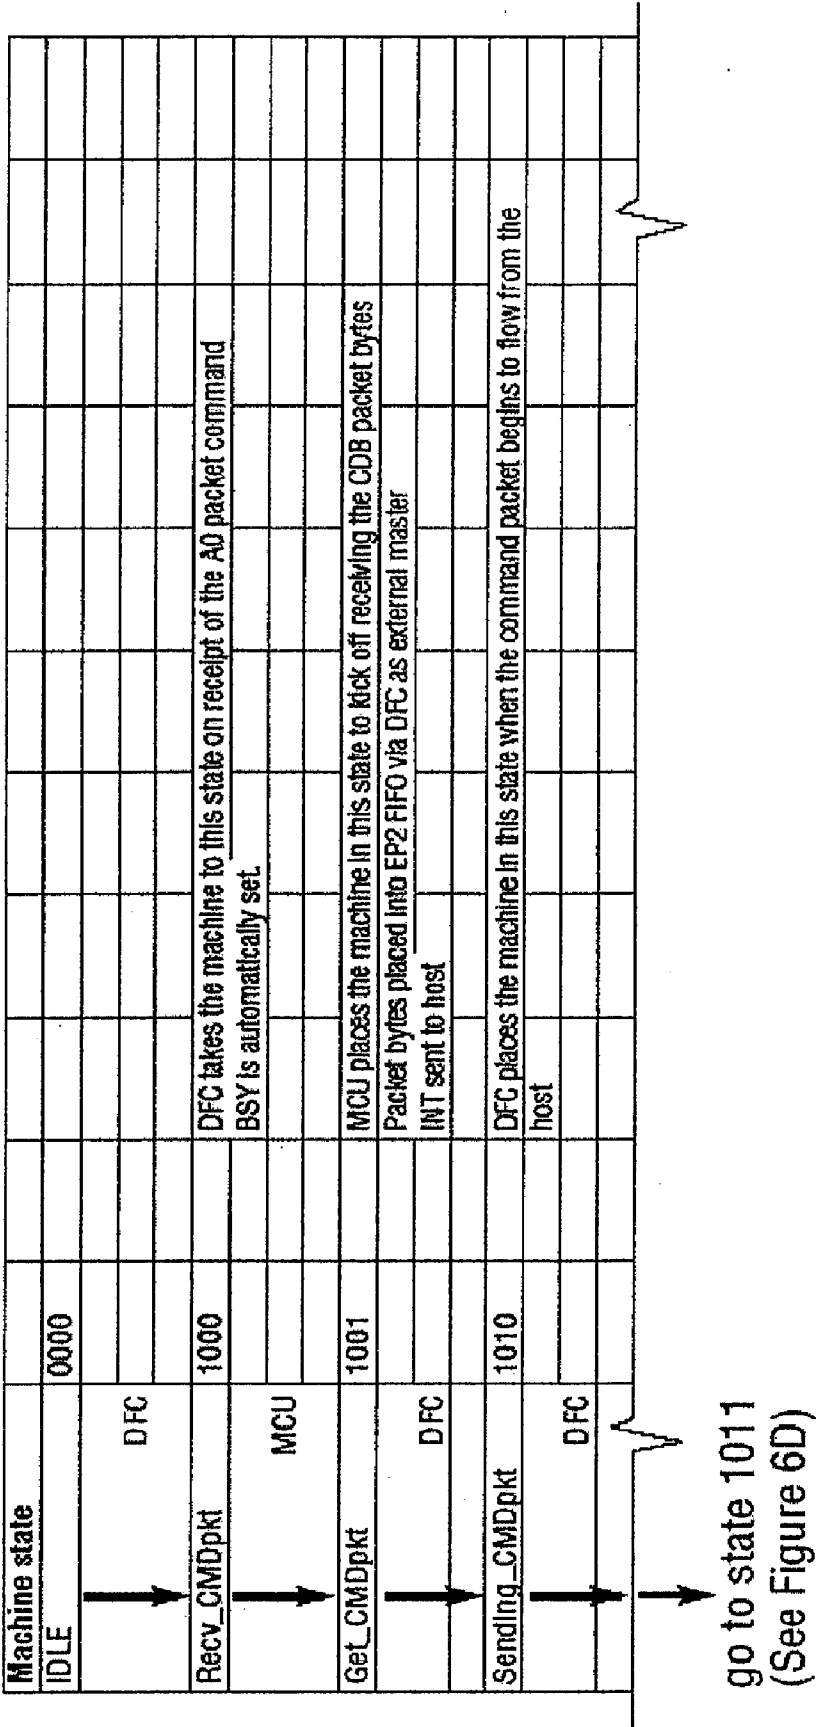 Machine state
IDLE 0000
DFC
Recv_CMDpkt 1000 DFC takes the machine to this state on receipt of the A0 packet command
BSY is automatically set.
MCU
Get_CMDpkt 1001 MCU places the machine in this state to kick off receiving the CDB packet bytes
Packet bytes placed into EP2 FIFO via DFC as external master
DFC INT sent to host
Sending_CMDpkt 1010 DFC places the machine in this state when the command packet begins to flow from the
host
DFC
go to state 1011
(See Figure 6D)